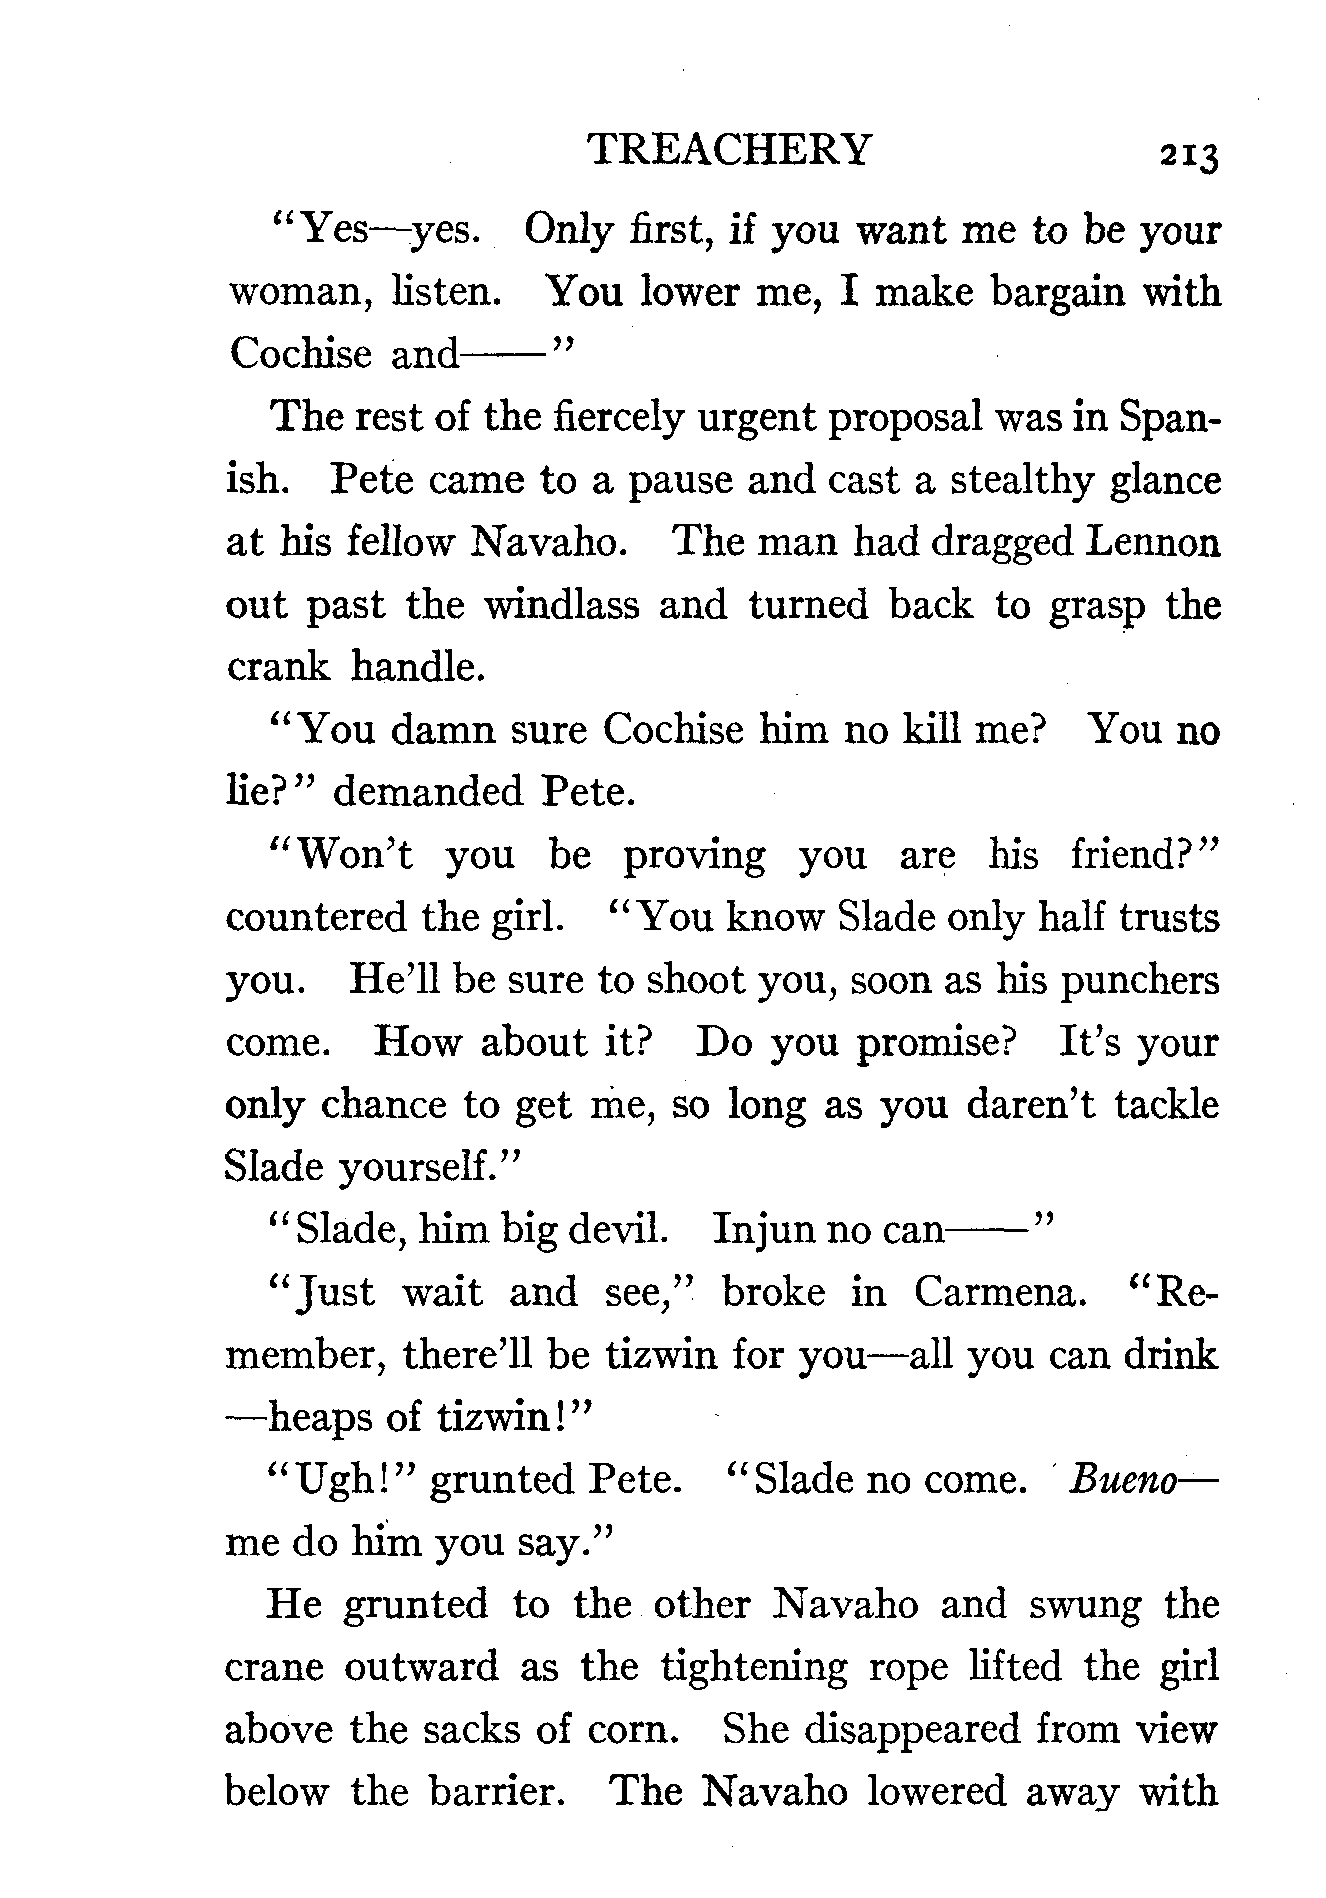 TREACHERY 213
“Yes—yes. Only first, if you want me to be your
woman, listen. You lower me, I make bargain with
Cochise and——”
The rest of the fiercely urgent proposal was in Span-
ish. Pete came to a pause and cast a stealthy glance
at his fellow Navaho. The man had dragged Lennon
out past the windlass and turned back to grasp the
crank handle.
“You damn sure Cochise him no kill me? You no
lie?” demanded Pete.
“Won’t you be proving you are his friend?”
countered the girl. “You know Slade only half trusts
you. He’ll be sure to shoot you, soon as his punchers
come. How about it? Do you promise? It’s your
only chance to get me, so long as you daren’t tackle
Slade yourself.”
“Slade, him big devil. Injun no can——”
“Just wait and see,” broke in Carmena. “Re-
member, there’ll be tizwin for you—all you can drink
—heaps of tizwin!”
“Ugh!” grunted Pete. “Slade no come. Bueno—
me do him you say.”
He grunted to the other Navaho and swung the
crane outward as the tightening rope lifted the girl
above the sacks of corn. She disappeared from view
below the barrier. The Navaho lowered away with